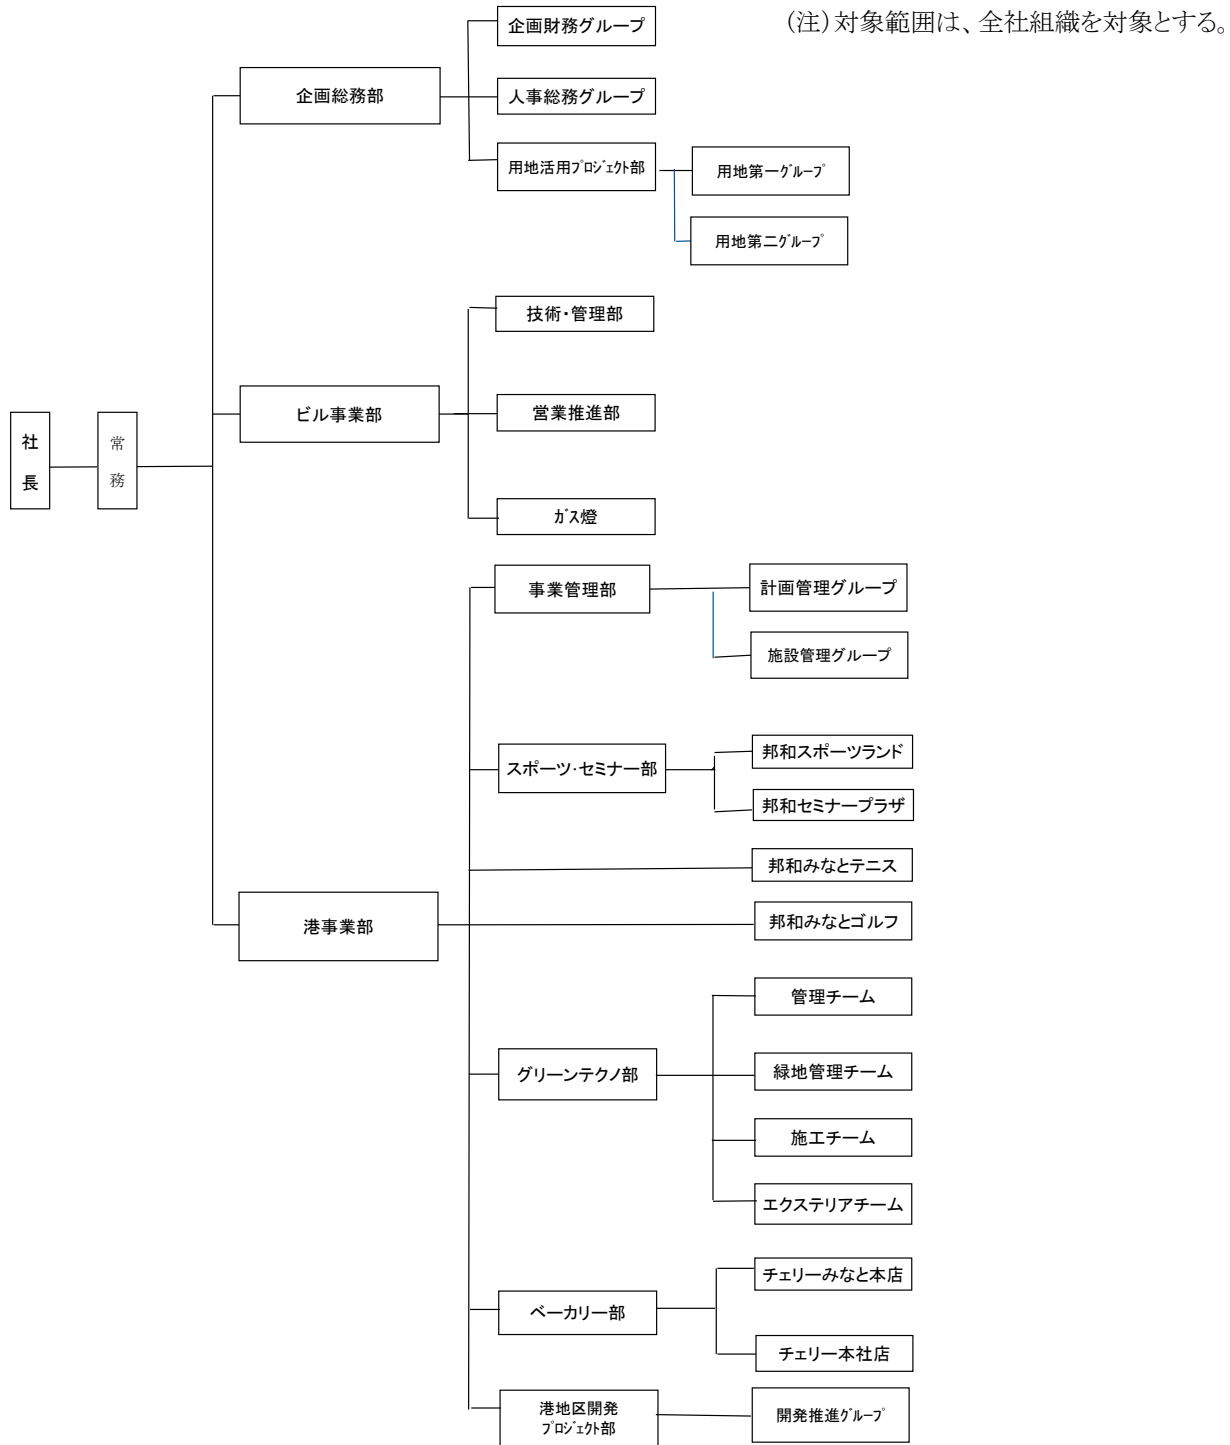 (注)対象範囲は、全社組織を対象とする。
企画財務グループ
企画総務部
人事総務グループ
用地活用ﾌﾟﾛｼﾞｪｸﾄ部
用地第一ｸﾞﾙｰﾌﾟ
用地第二ｸﾞﾙｰﾌﾟ
技術・管理部
社長
常務
ビル事業部
営業推進部
ｶﾞｽ燈
事業管理部
計画管理グループ
施設管理グループ
スポーツ・セミナー部
邦和スポーツランド
邦和セミナープラザ
邦和みなとテニス
港事業部
邦和みなとゴルフ
管理チーム
グリーンテクノ部
緑地管理チーム
施工チーム
エクステリアチーム
チェリーみなと本店
ベーカリー部
チェリー本社店
港地区開発
ﾌﾟﾛｼﾞｪｸﾄ部
開発推進ｸﾞﾙｰﾌﾟ